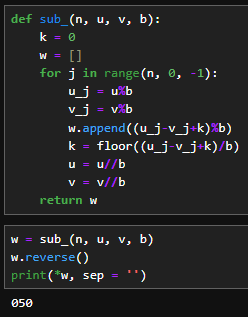 def sub_(n, u, v, b):
    k = 0
    w = []
    for j in range(n, 0, -1):
        u_j = u%b
        v_j = v%b
        w.append((u_j-v_j+k)%b)
        k = floor((u_j-v_j+k)/b)
        u = u//b
        v = v//b
    return w
w = sub_(n, u, v, b)
w.reverse()
print(*w, sep = '')
050